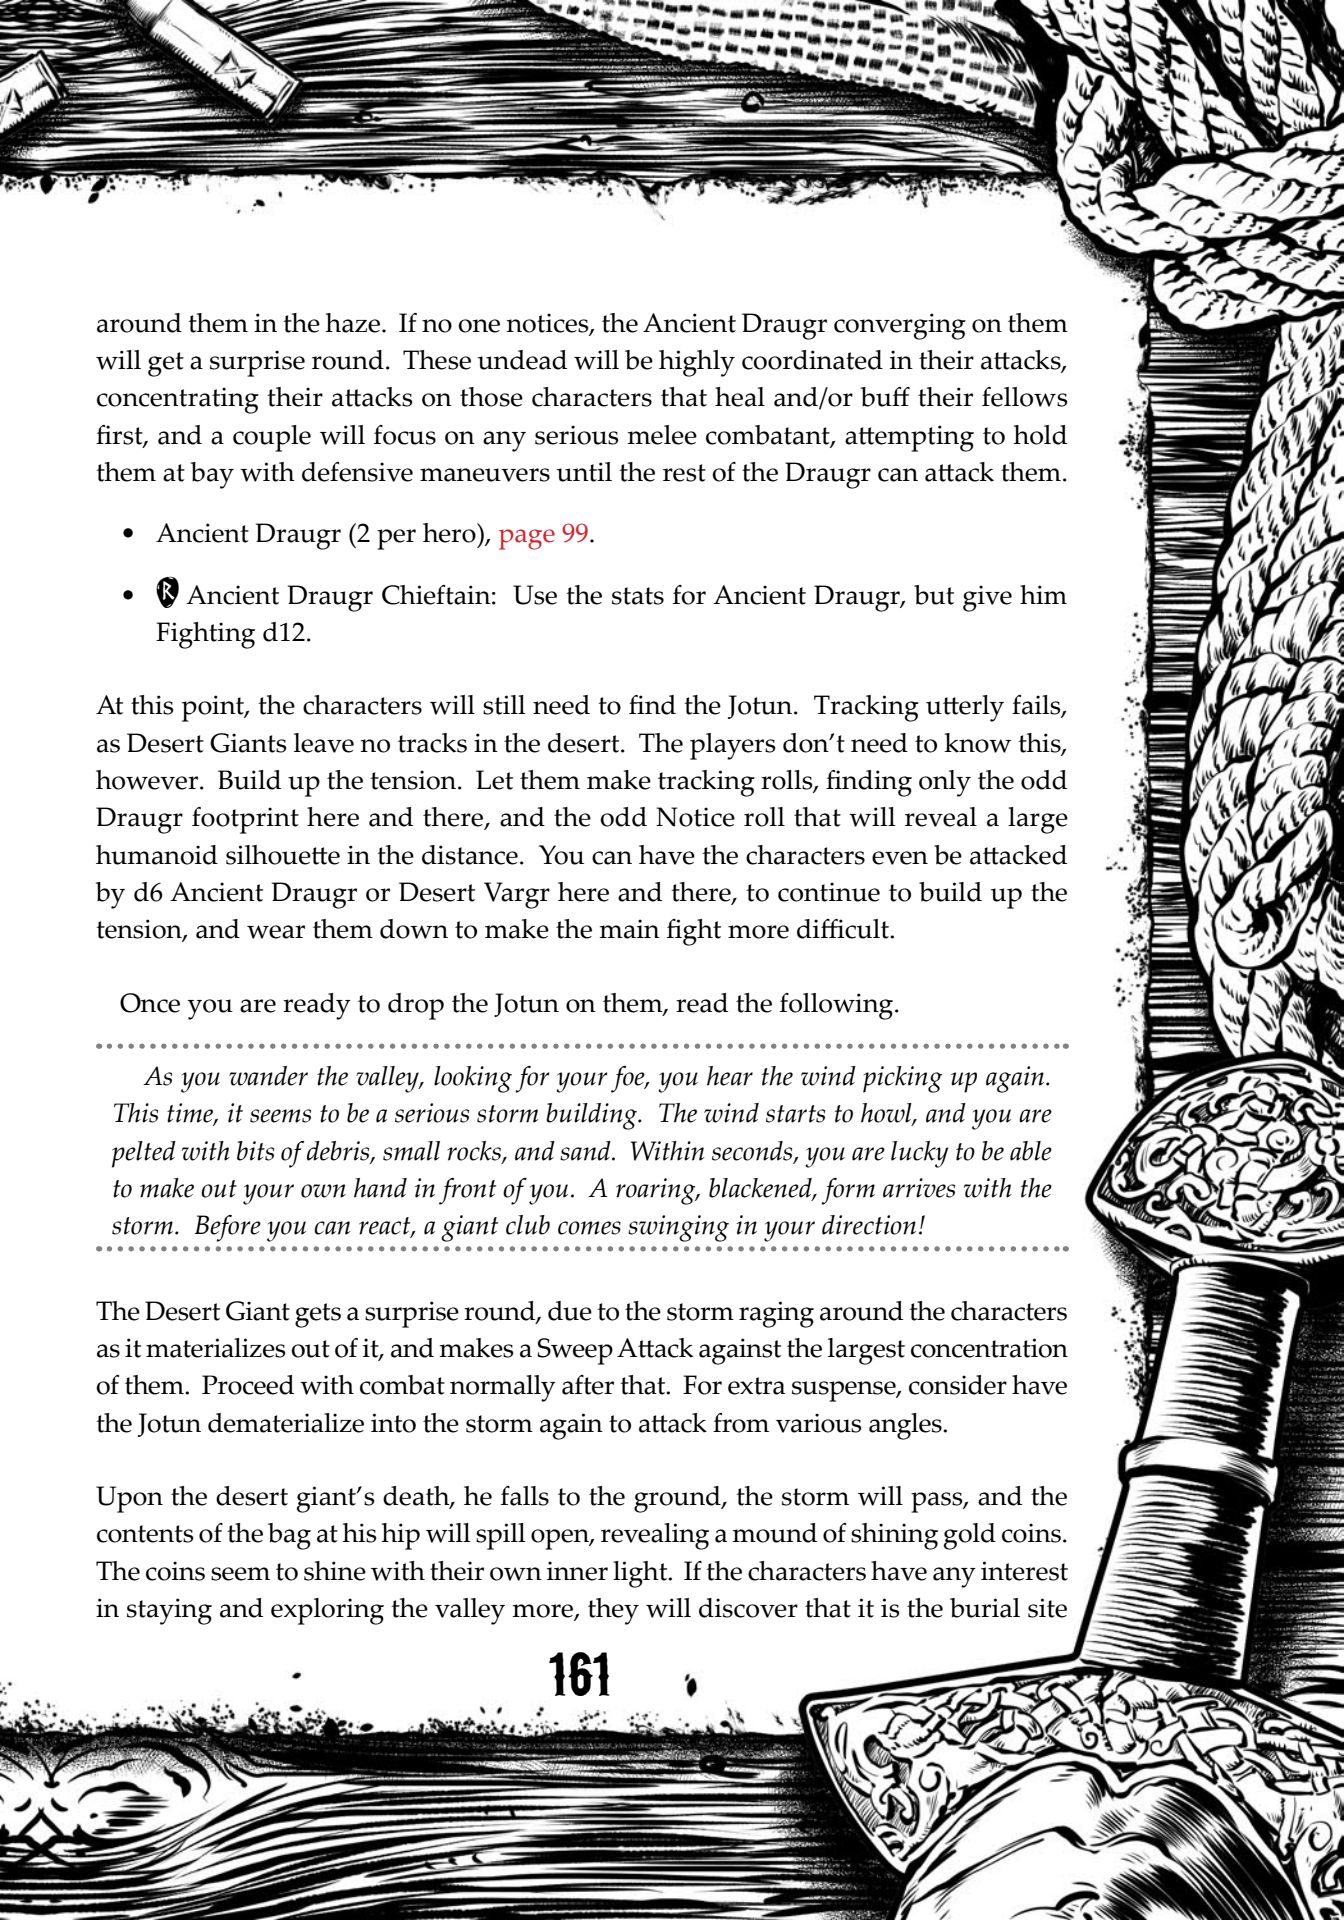 around them in the haze.  If no one notices, the Ancient Draugr converging on them
will get a surprise round.  These undead will be highly coordinated in their attacks,
concentrating their attacks on those characters that heal and/or buff their fellows
first, and a couple will focus on any serious melee combatant, attempting to hold
them at bay with defensive maneuvers until the rest of the Draugr can attack them.
• Ancient Draugr (2 per hero), page 99.
• ᚱ Ancient Draugr Chieftain:  Use the stats for Ancient Draugr, but give him
Fighting d12.
At this point, the characters will still need to find the Jotun.  Tracking utterly fails,
as Desert Giants leave no tracks in the desert.  The players don’t need to know this,
however.  Build up the tension.  Let them make tracking rolls, finding only the odd
Draugr footprint here and there, and the odd Notice roll that will reveal a large
humanoid silhouette in the distance.  You can have the characters even be attacked
by d6 Ancient Draugr or Desert Vargr here and there, to continue to build up the
tension, and wear them down to make the main fight more difficult.
Once you are ready to drop the Jotun on them, read the following.
As you wander the valley, looking for your foe, you hear the wind picking up again.
This time, it seems to be a serious storm building.  The wind starts to howl, and you are
pelted with bits of debris, small rocks, and sand.  Within seconds, you are lucky to be able
to make out your own hand in front of you.  A roaring, blackened, form arrives with the
storm.  Before you can react, a giant club comes swinging in your direction!
The Desert Giant gets a surprise round, due to the storm raging around the characters
as it materializes out of it, and makes a Sweep Attack against the largest concentration
of them.  Proceed with combat normally after that.  For extra suspense, consider have
the Jotun dematerialize into the storm again to attack from various angles.
Upon the desert giant’s death, he falls to the ground, the storm will pass, and the
contents of the bag at his hip will spill open, revealing a mound of shining gold coins.
The coins seem to shine with their own inner light.  If the characters have any interest
in staying and exploring the valley more, they will discover that it is the burial site
161